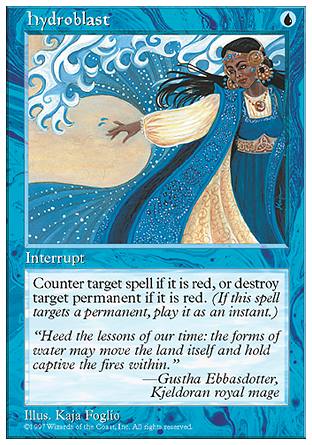 Hydroblast
Interrupt
Counter target spell if it is red, or destroy
target permanent if it is red. (If this spell
targets a permanent, play it as an instant.)
"Heed the lessons of our time: the forms of
water may move the land itself and hold
captive the fires within."
—Gustha Ebbasdotter,
Kjeldoran royal mage
Illus. Kaja Foglio
©1997 Wizards of the Coast, Inc. All rights reserved.